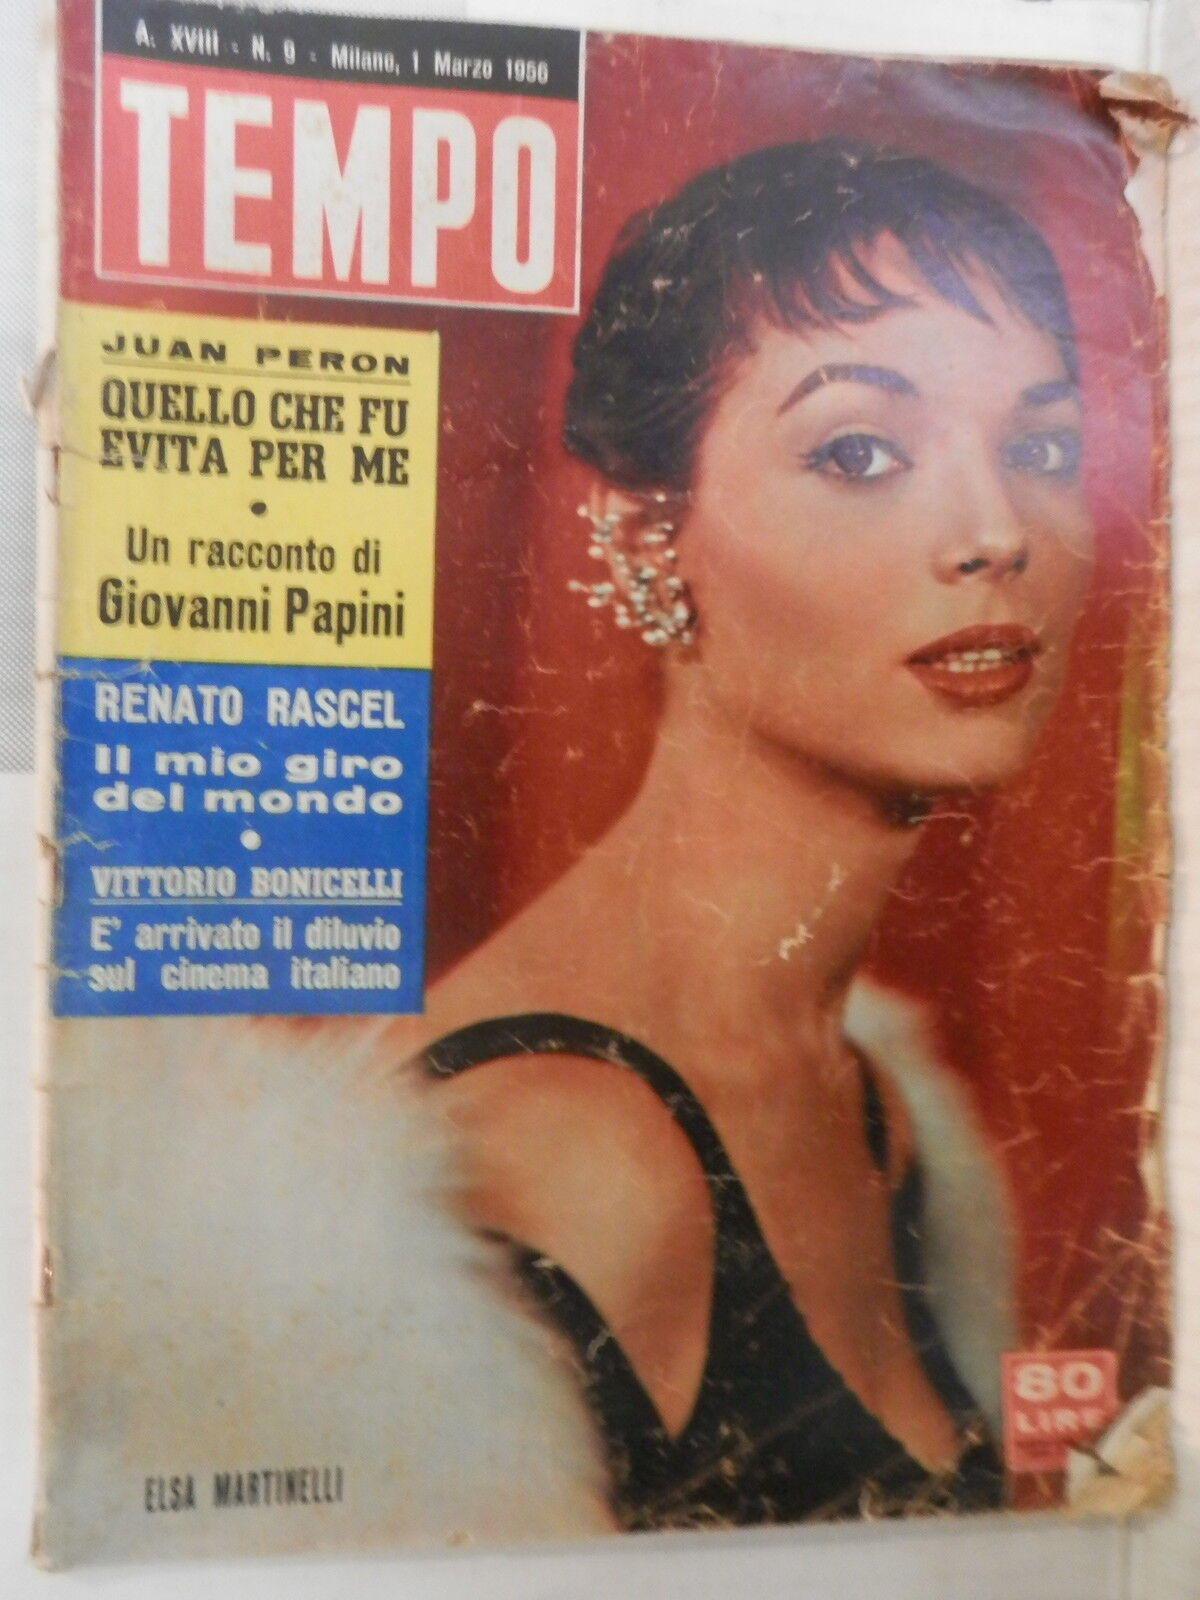 A. XVIII - N. 9 - Milano, 1 Marzo 1956
TEMPO
JUAN PERON
QUELLO CHE FU
EVITA PER ME
•
Un racconto di
Giovanni Papini
RENATO RASCEL
Il mio giro
del mondo
•
VITTORIO BONICELLI
E' arrivato il diluvio
sul cinema italiano
80
LIRE
ELSA MARTINELLI